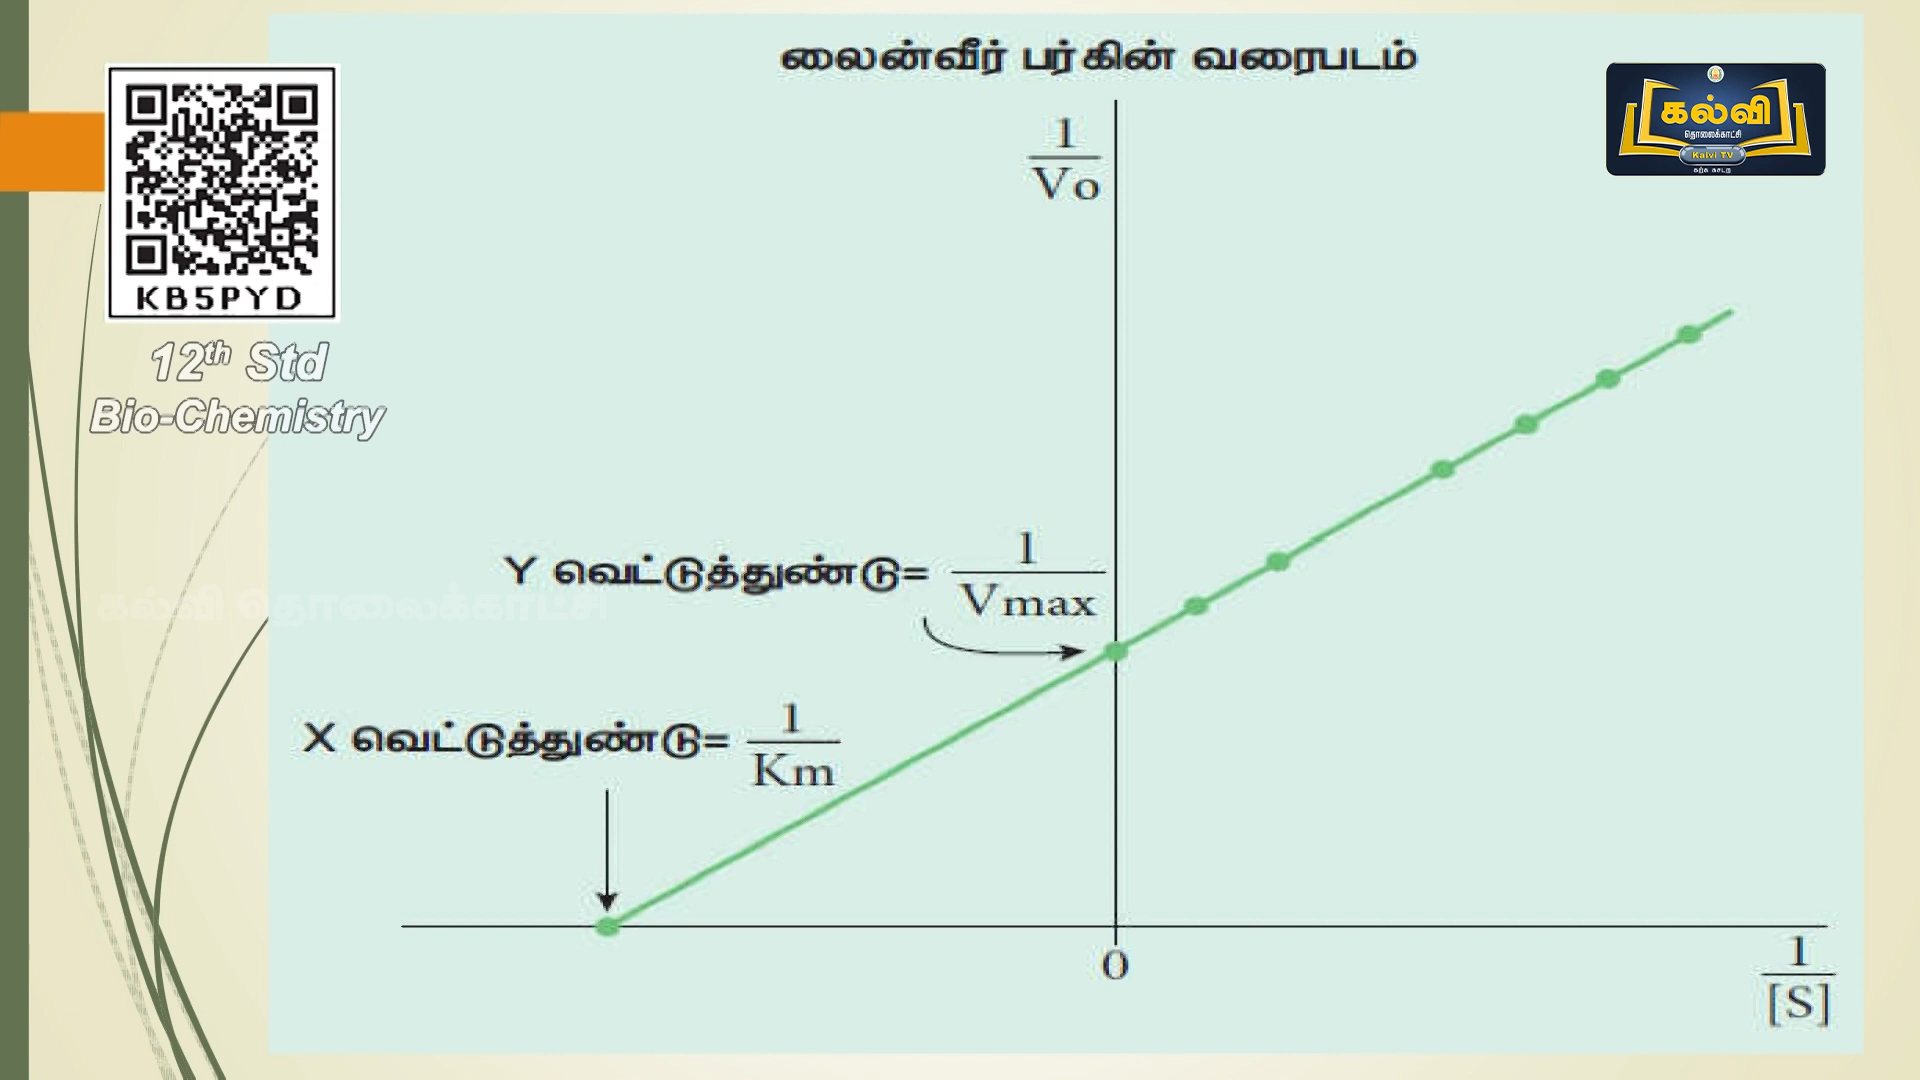 லைன்வீர் பர்கின் வரைபடம்
1
Vo
கல்வி
தொலைக்காட்சி
Kalvi TV
KB5PYD
12th Std
Bio-Chemistry
Y வெட்டுத்துண்டு= 1
Vmax
கல்வி தொலைக்காட்சி
X வெட்டுத்துண்டு= 1
Km
0
1
[S]